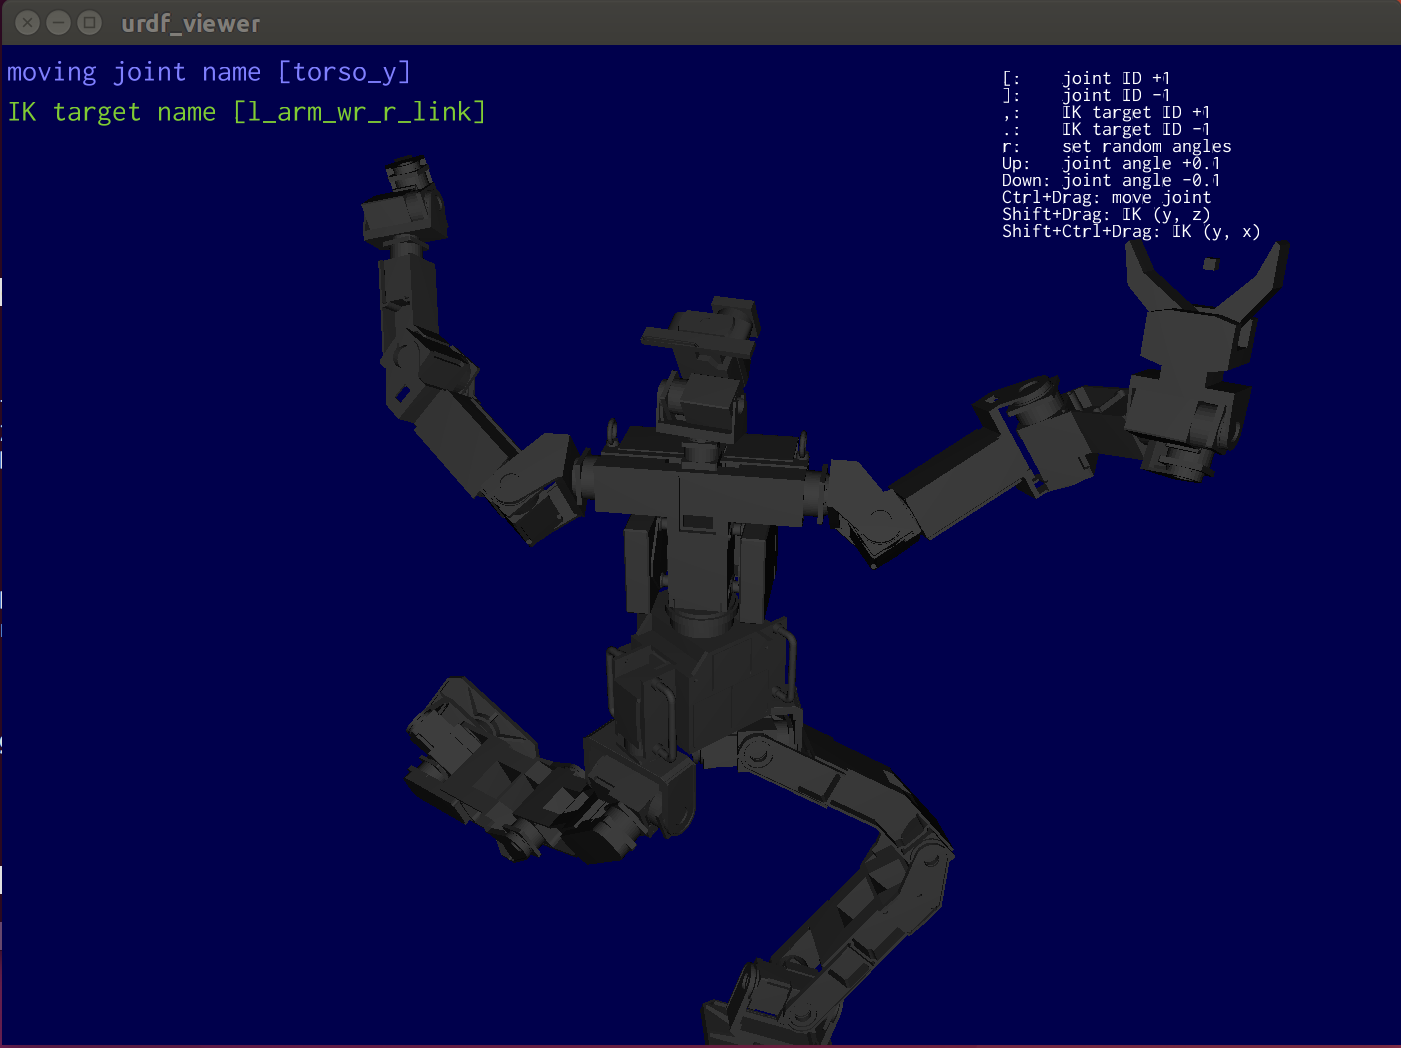 urdf_viewer
moving joint name [torso_y]
IK target name [l_arm_wr_r_link]
[: joint ID +1
]: joint ID -1
,: IK target ID +1
.: IK target ID -1
r: set random angles
Up: joint angle +0.1
Down: joint angle -0.1
Ctrl+Drag: move joint
Shift+Drag: IK (y, z)
Shift+Ctrl+Drag: IK (y, x)